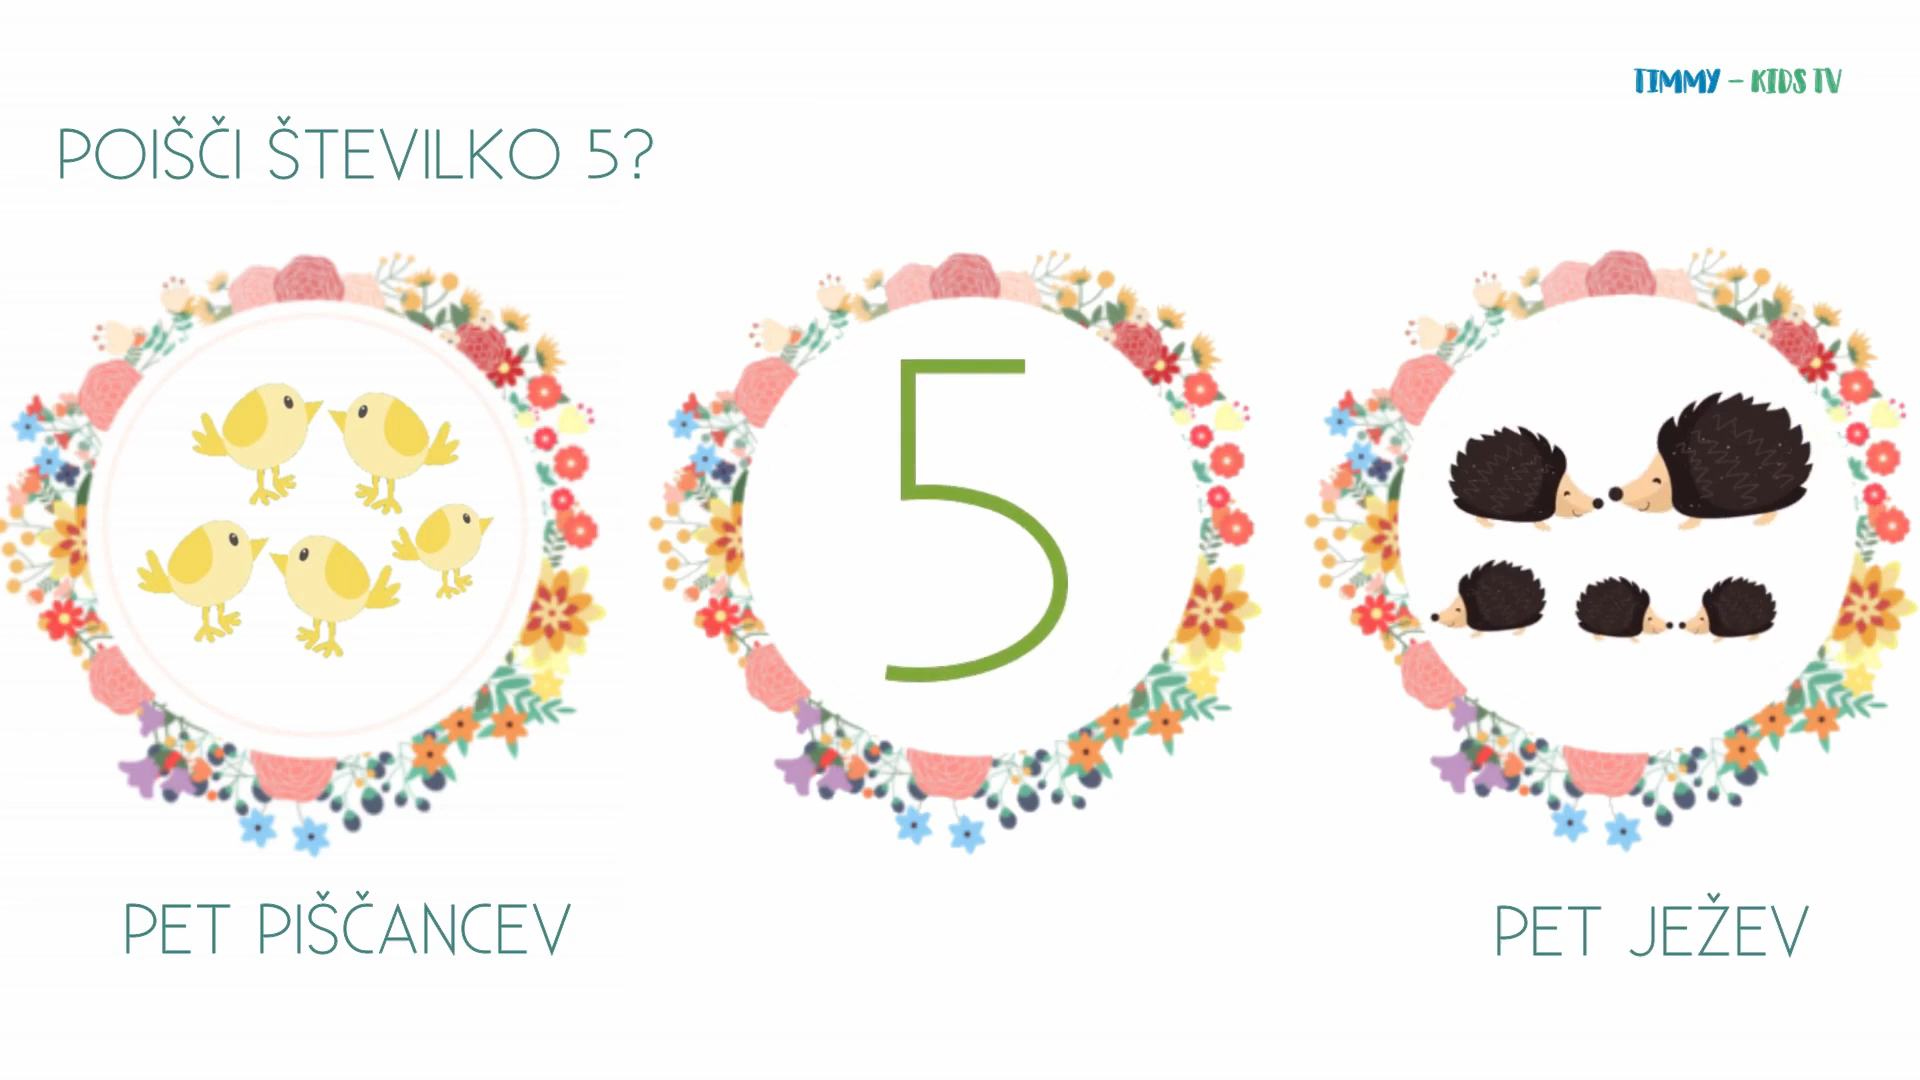 TIMMY - KIDS TV
POIŠČI ŠTEVILKO 5?
5
PET PIŠČANCEV
PET JEŽEV